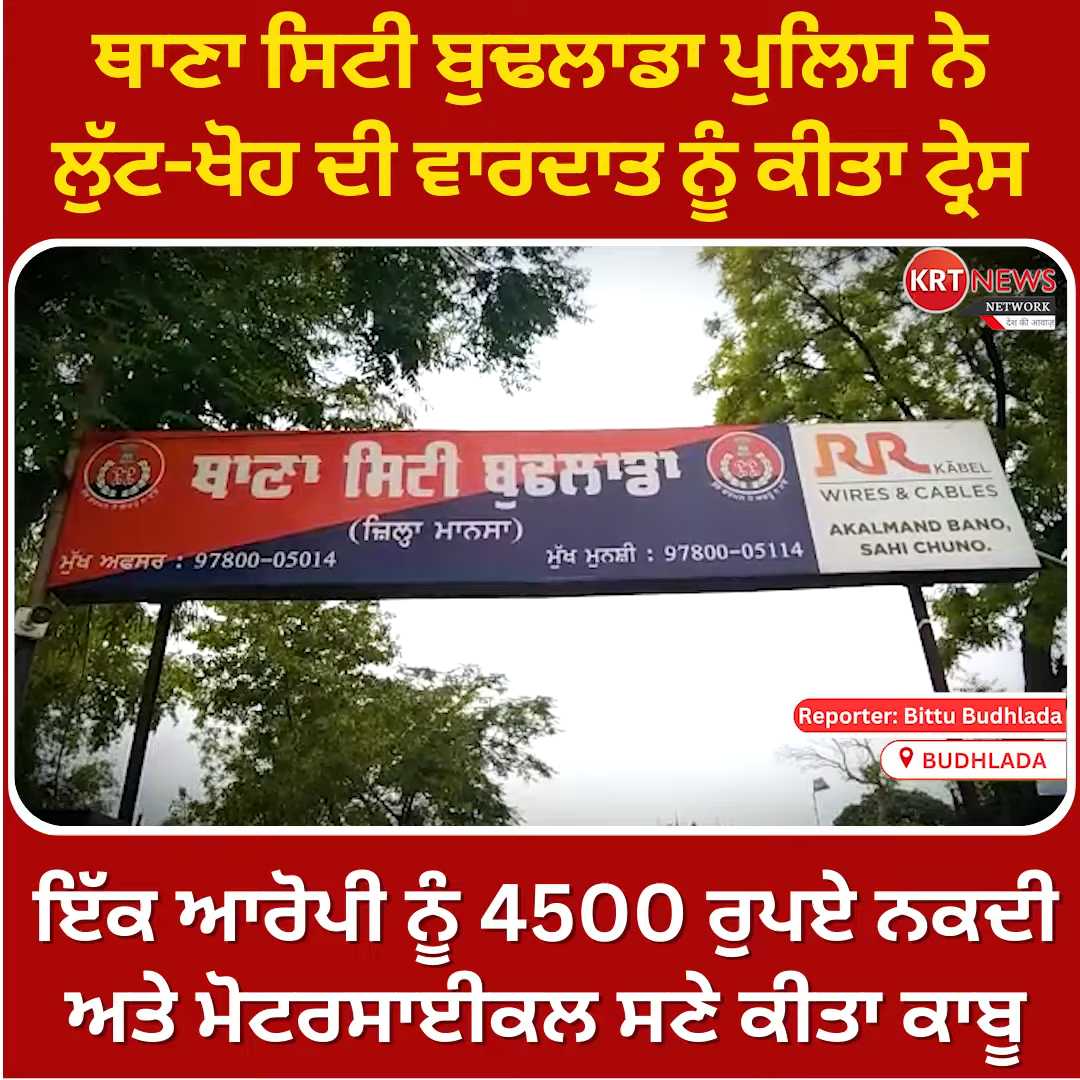 ਥਾਣਾ ਸਿਟੀ ਬੁਢਲਾਡਾ ਪੁਲਿਸ ਨੇ
ਲੁੱਟ-ਖੋਹ ਦੀ ਵਾਰਦਾਤ ਨੂੰ ਕੀਤਾ ਟ੍ਰੇਸ
KRT NEWS
NETWORK
देश की आवाज़
ਥਾਣਾ ਸਿਟੀ ਬੁਢਲਾਡਾ
(ਜ਼ਿਲ੍ਹਾ ਮਾਨਸਾ)
ਮੁੱਖ ਅਫਸਰ : 97800-05014
ਮੁੱਖ ਮੁਨਸ਼ੀ : 97800-05114
RR KABEL
WIRES & CABLES
AKALMAND BANO,
SAHI CHUNO.
Reporter: Bittu Budhlada
BUDHLADA
ਇੱਕ ਆਰੋਪੀ ਨੂੰ 4500 ਰੁਪਏ ਨਕਦੀ
ਅਤੇ ਮੋਟਰਸਾਈਕਲ ਸਣੇ ਕੀਤਾ ਕਾਬੂ